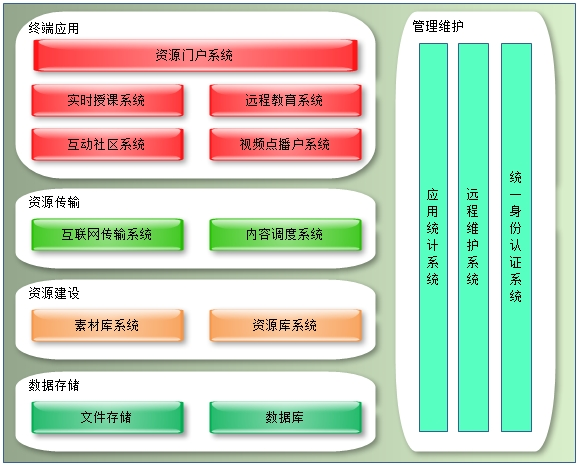 终端应用
资源门户系统
实时授课系统
远程教育系统
互动社区系统
视频点播户系统
资源传输
互联网传输系统
内容调度系统
资源建设
素材库系统
资源库系统
数据存储
文件存储
数据库
管理维护
应用统计系统
远程维护系统
统一身份认证系统